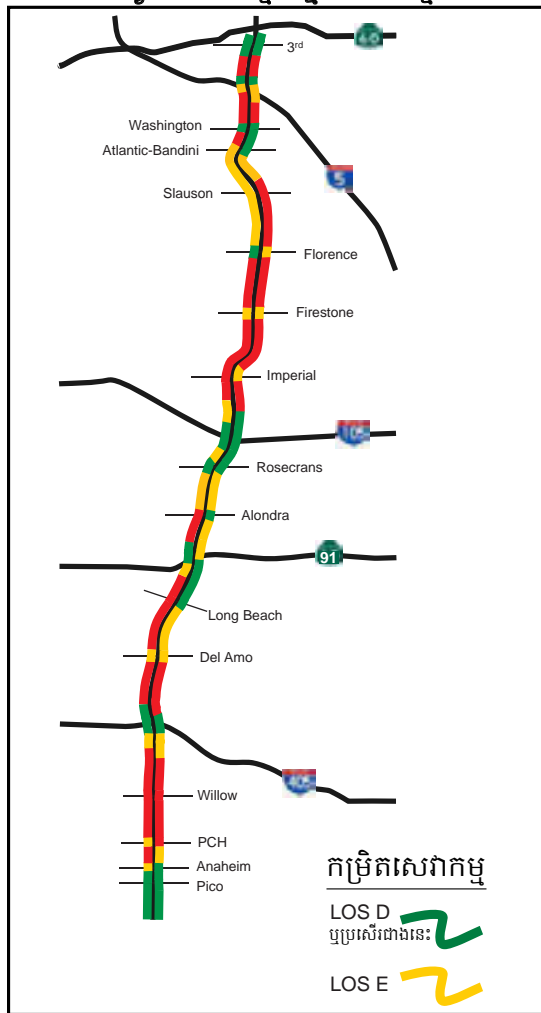 3rd
60
Washington
Atlantic-Bandini
5
Slauson
Florence
Firestone
Imperial
105
Rosecrans
Alondra
91
Long Beach
Del Amo
405
Willow
PCH
Anaheim
Pico
កម្រិតសេវាកម្ម
LOS D
ឬប្រសើរជាងនេះ
LOS E